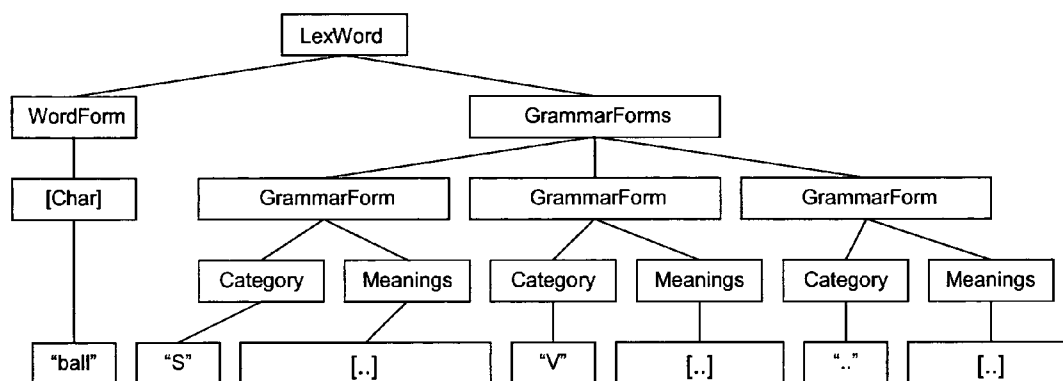 LexWord
WordForm GrammarForms
[Char] GrammarForm GrammarForm GrammarForm
Category Meanings Category Meanings Category Meanings
“ball” “S” [..] “V” [..] “..” [..]